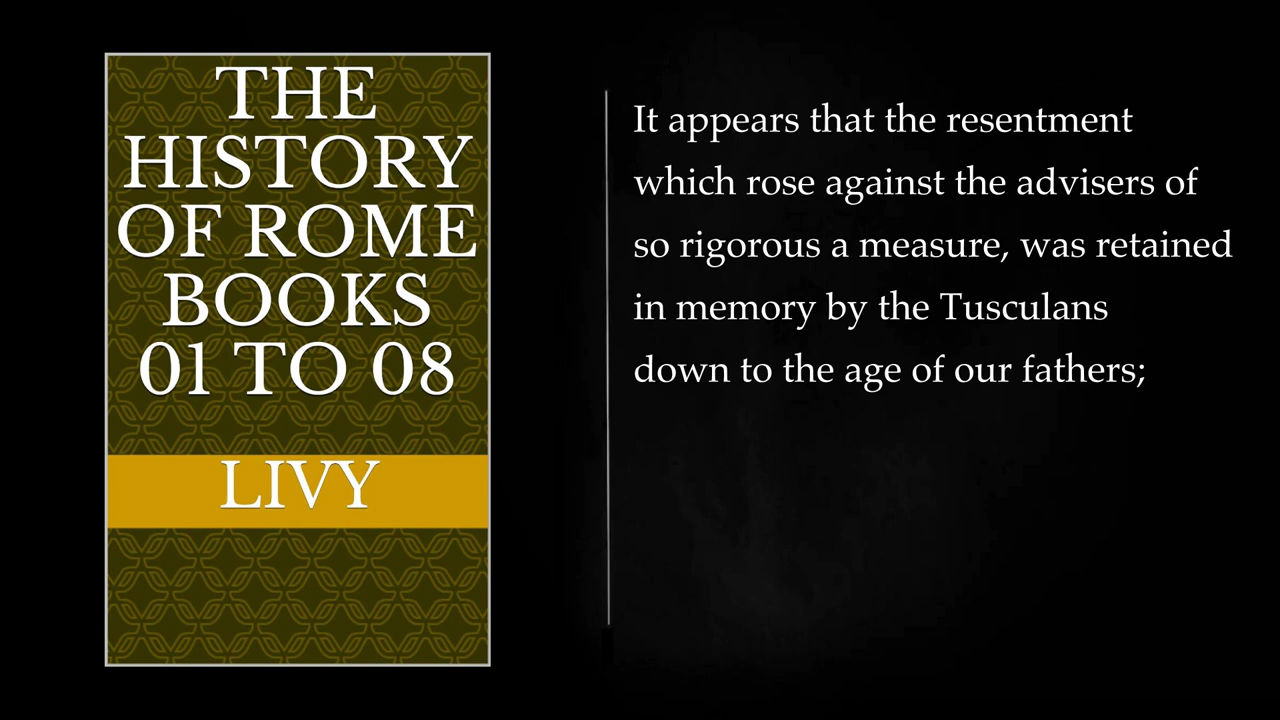 THE
HISTORY
OF ROME
BOOKS
01 TO 08
LIVY
It appears that the resentment
which rose against the advisers of
so rigorous a measure, was retained
in memory by the Tusculans
down to the age of our fathers;